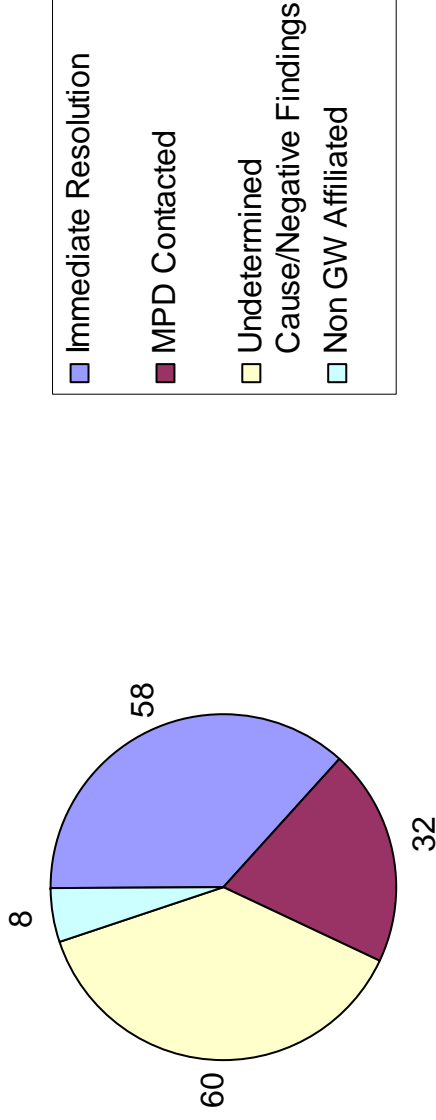 58
32
60
8
Immediate Resolution
MPD Contacted
Undetermined
Cause/Negative Findings
Non GW Affiliated